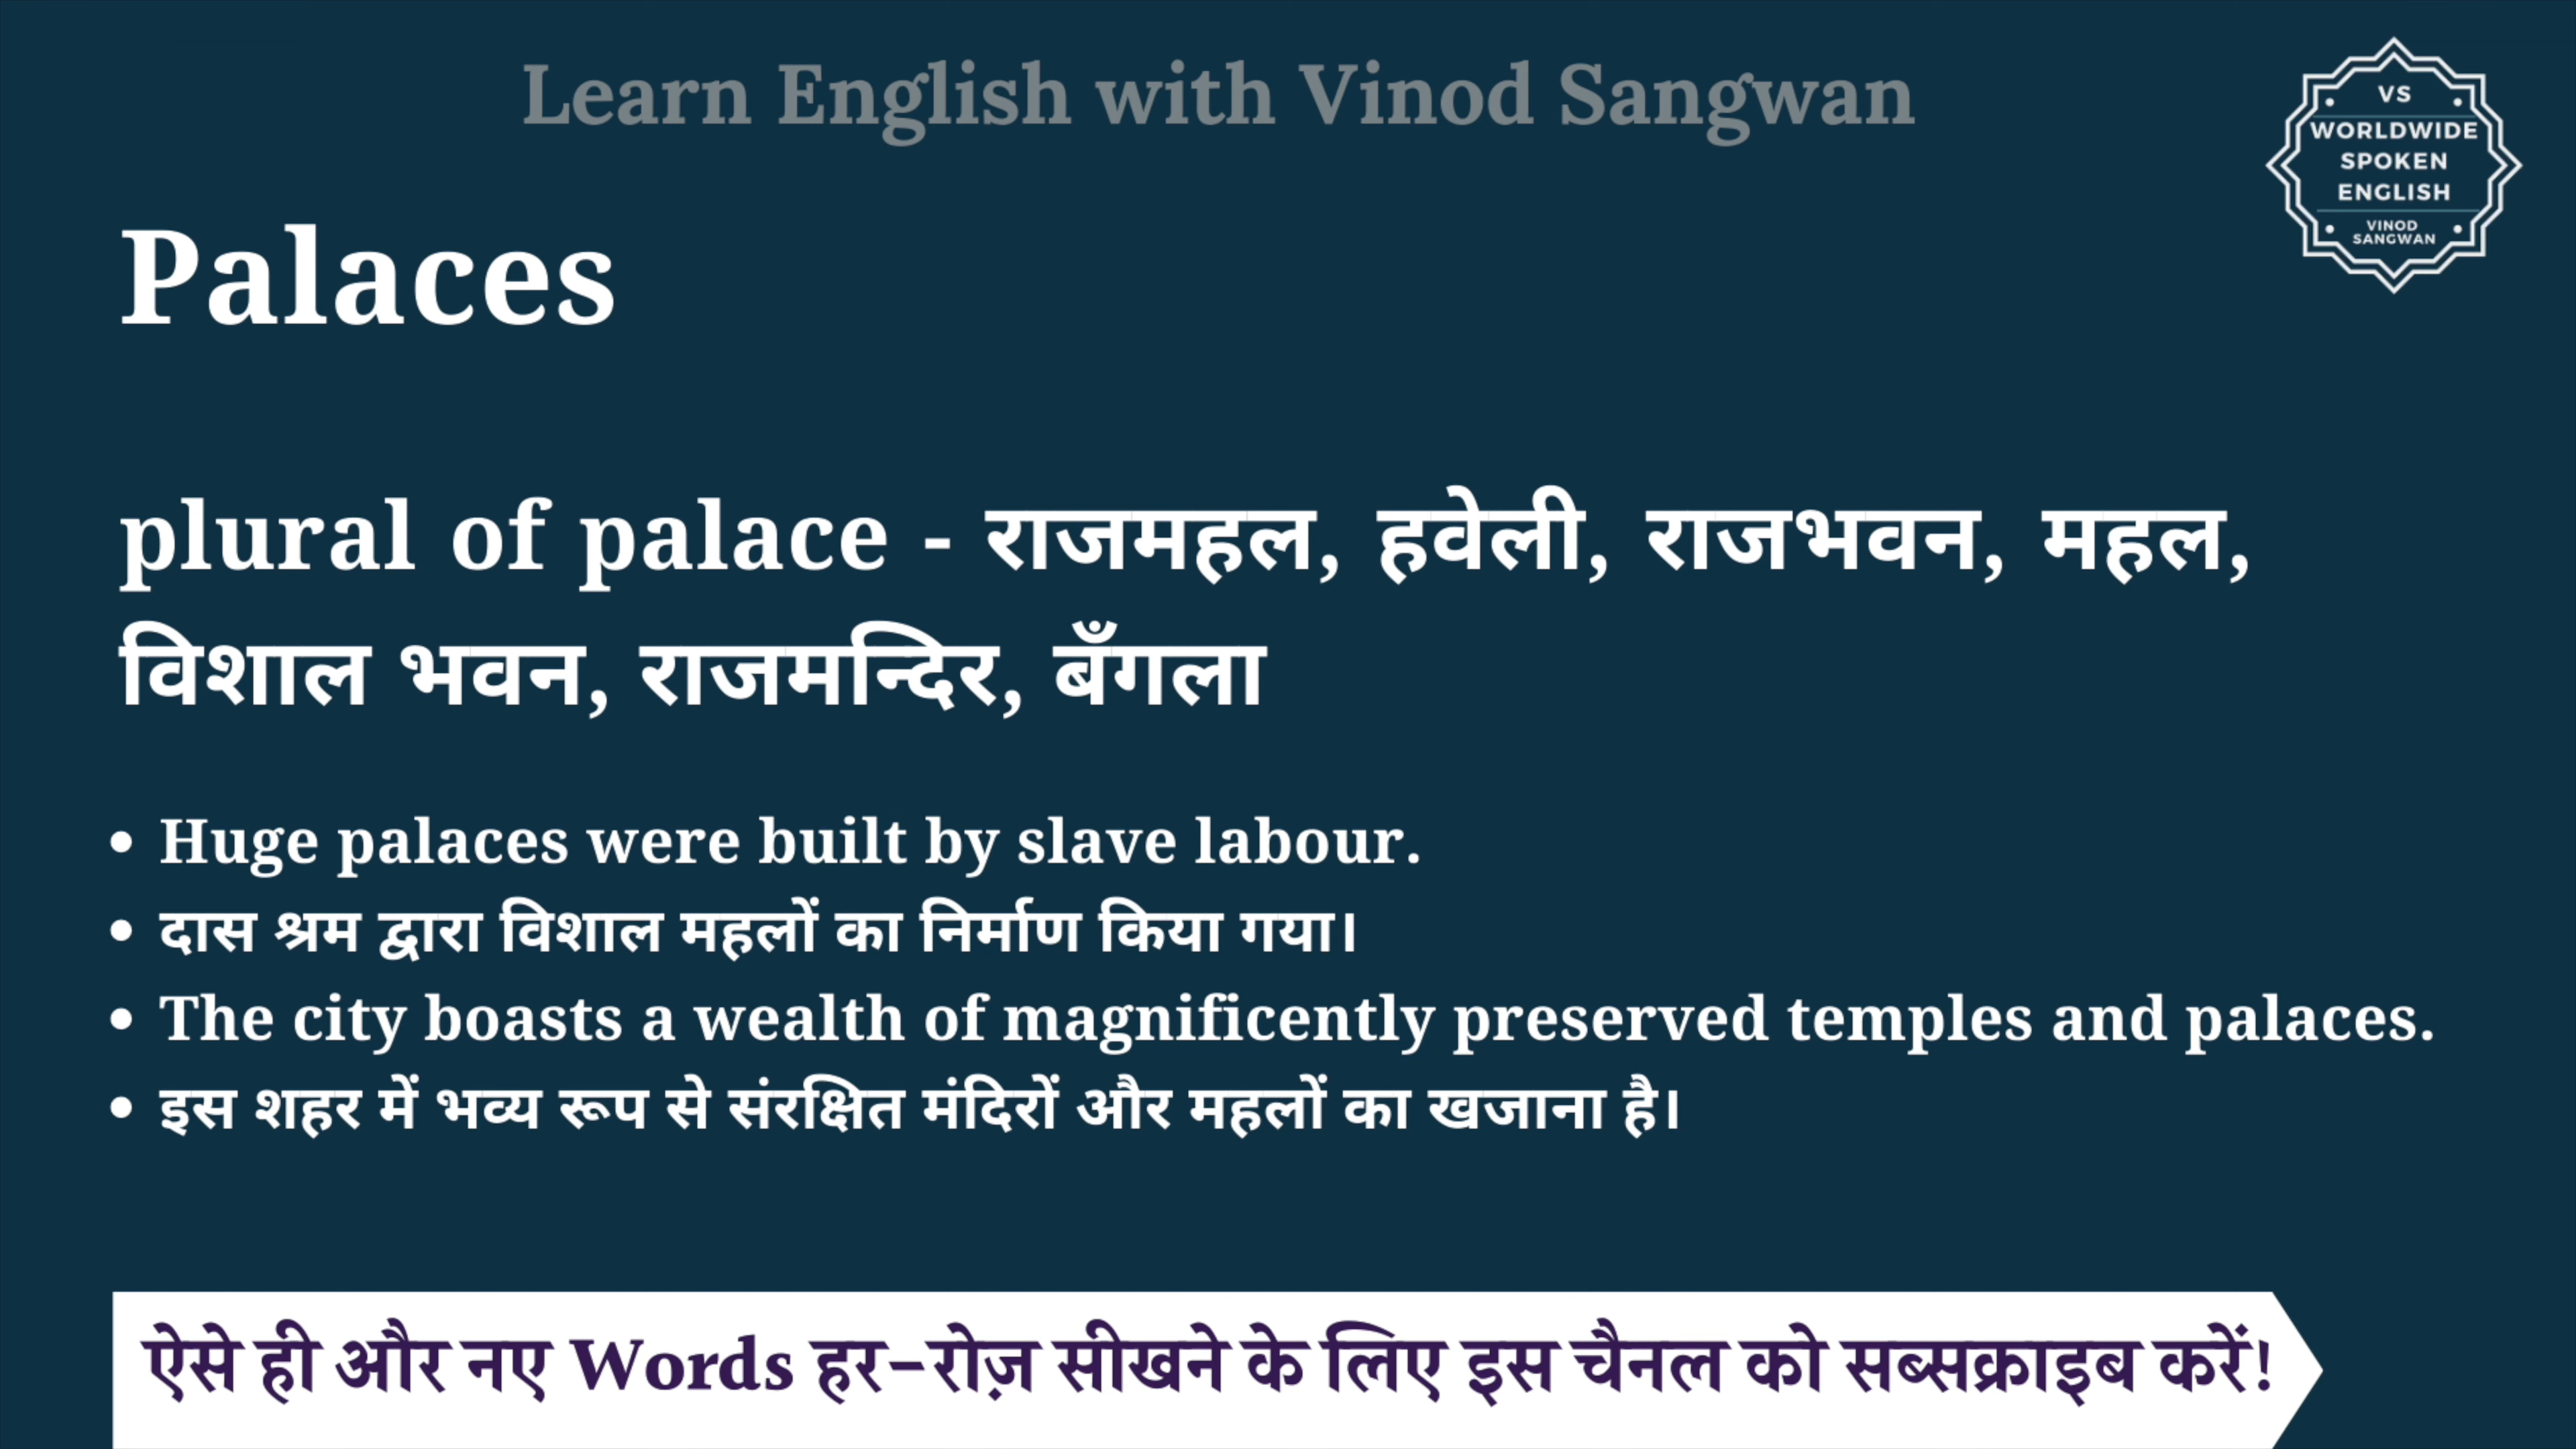 Learn English with Vinod Sangwan
VS
WORLDWIDE
SPOKEN
ENGLISH
VINOD
SANGWAN
Palaces
plural of palace - राजमहल, हवेली, राजभवन, महल,
विशाल भवन, राजमन्दिर, बँगला
• Huge palaces were built by slave labour.
• दास श्रम द्वारा विशाल महलों का निर्माण किया गया।
• The city boasts a wealth of magnificently preserved temples and palaces.
• इस शहर में भव्य रूप से संरक्षित मंदिरों और महलों का खजाना है।
ऐसे ही और नए Words हर-रोज़ सीखने के लिए इस चैनल को सब्सक्राइब करें!